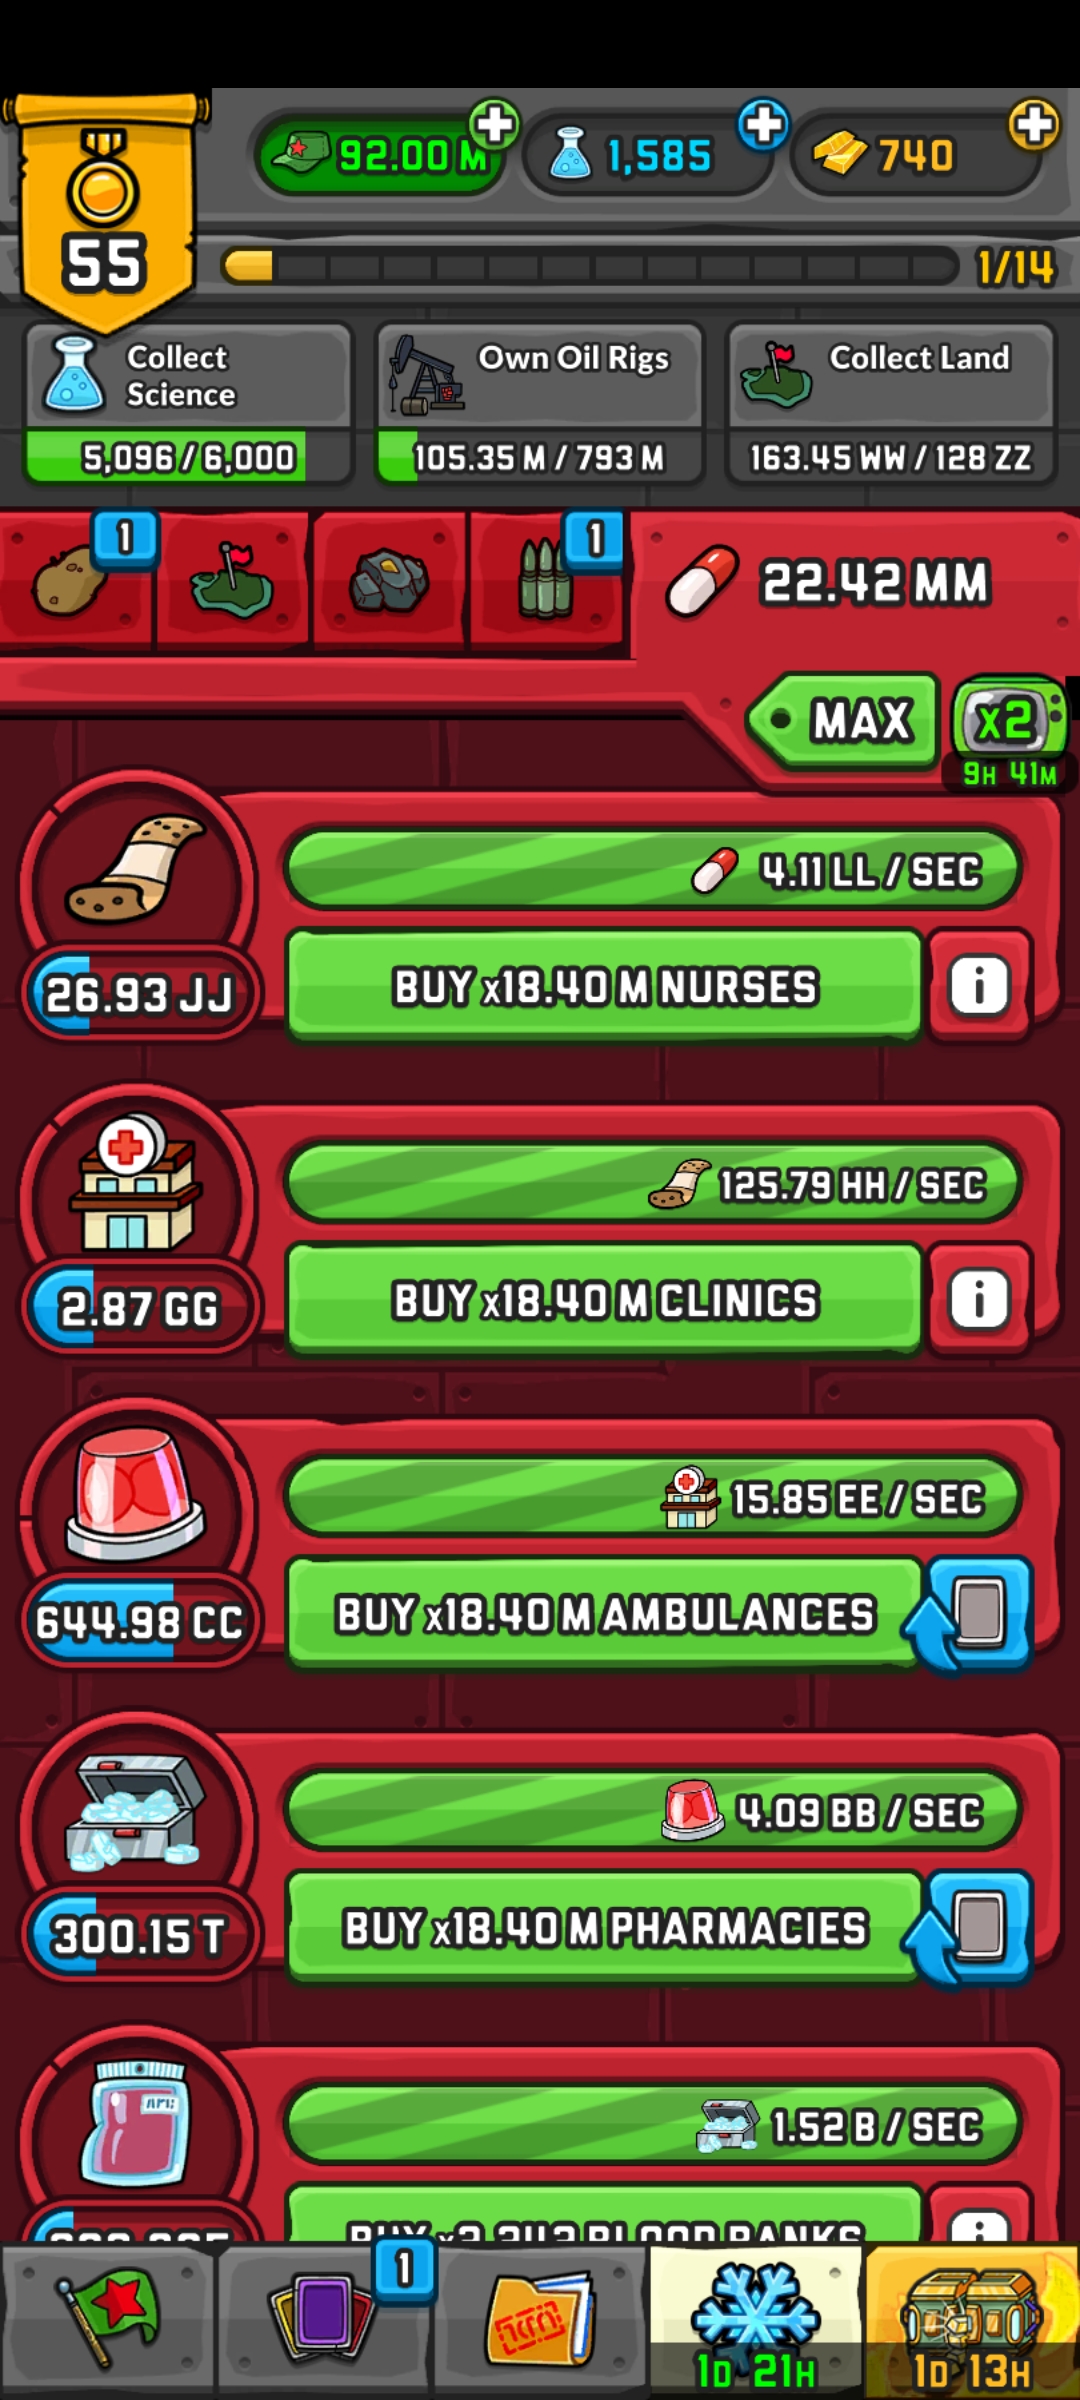 92.00 M
1,585
740
55
1/14
Collect
Science
Own Oil Rigs
Collect Land
5,096 / 6,000
105.35 M / 793 M
163.45 WW / 128 ZZ
1
1
22.42 MM
MAX
x2
9H 41M
4.11 LL / SEC
26.93 JJ
BUY x18.40 M NURSES
i
125.79 HH / SEC
2.87 GG
BUY x18.40 M CLINICS
i
15.85 EE / SEC
644.98 CC
BUY x18.40 M AMBULANCES
4.09 BB / SEC
300.15 T
BUY x18.40 M PHARMACIES
1.52 B / SEC
BLOOD BANKS
i
1
1D 21H
1D 13H